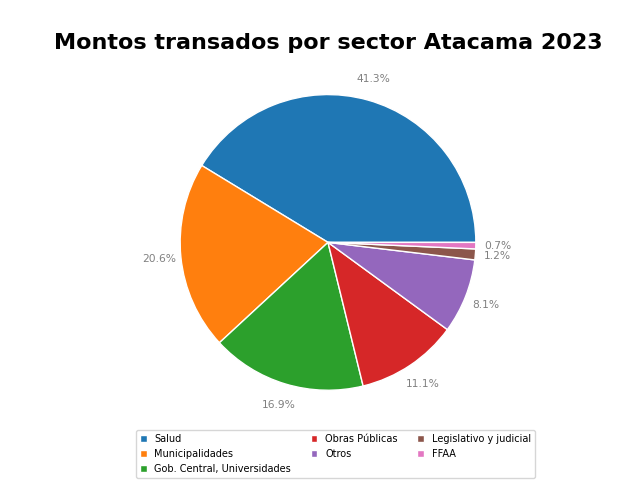 Montos transados por sector Atacama 2023
41.3%
20.6%
16.9%
11.1%
8.1%
1.2%
0.7%
Salud
Municipalidades
Gob. Central, Universidades
Obras Públicas
Otros
Legislativo y judicial
FFAA